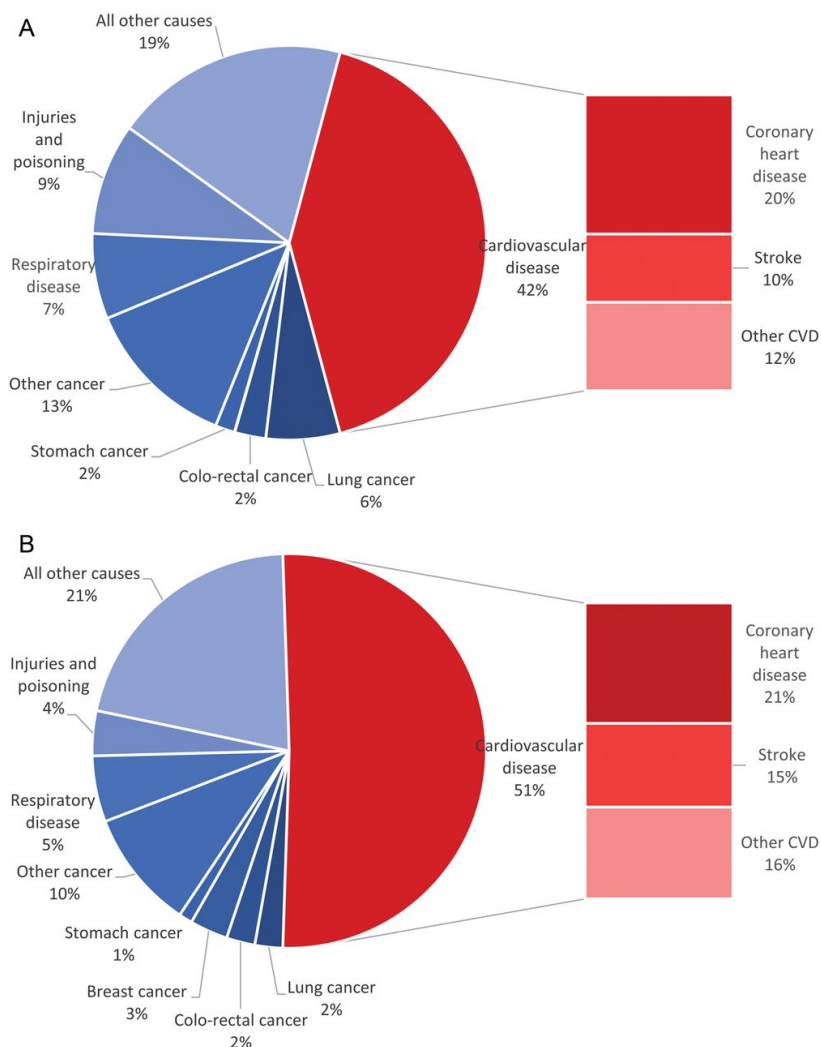 A
All other causes
19%
Injuries
and
poisoning
9%
Respiratory
disease
7%
Other cancer
13%
Stomach cancer
2%
Colo-rectal cancer
2%
Lung cancer
6%
Cardiovascular
disease
42%
Coronary
heart
disease
20%
Stroke
10%
Other CVD
12%
B
All other causes
21%
Injuries and
poisoning
4%
Respiratory
disease
5%
Other cancer
10%
Stomach cancer
1%
Breast cancer
3%
Colo-rectal cancer
2%
Lung cancer
2%
Cardiovascular
disease
51%
Coronary
heart
disease
21%
Stroke
15%
Other CVD
16%